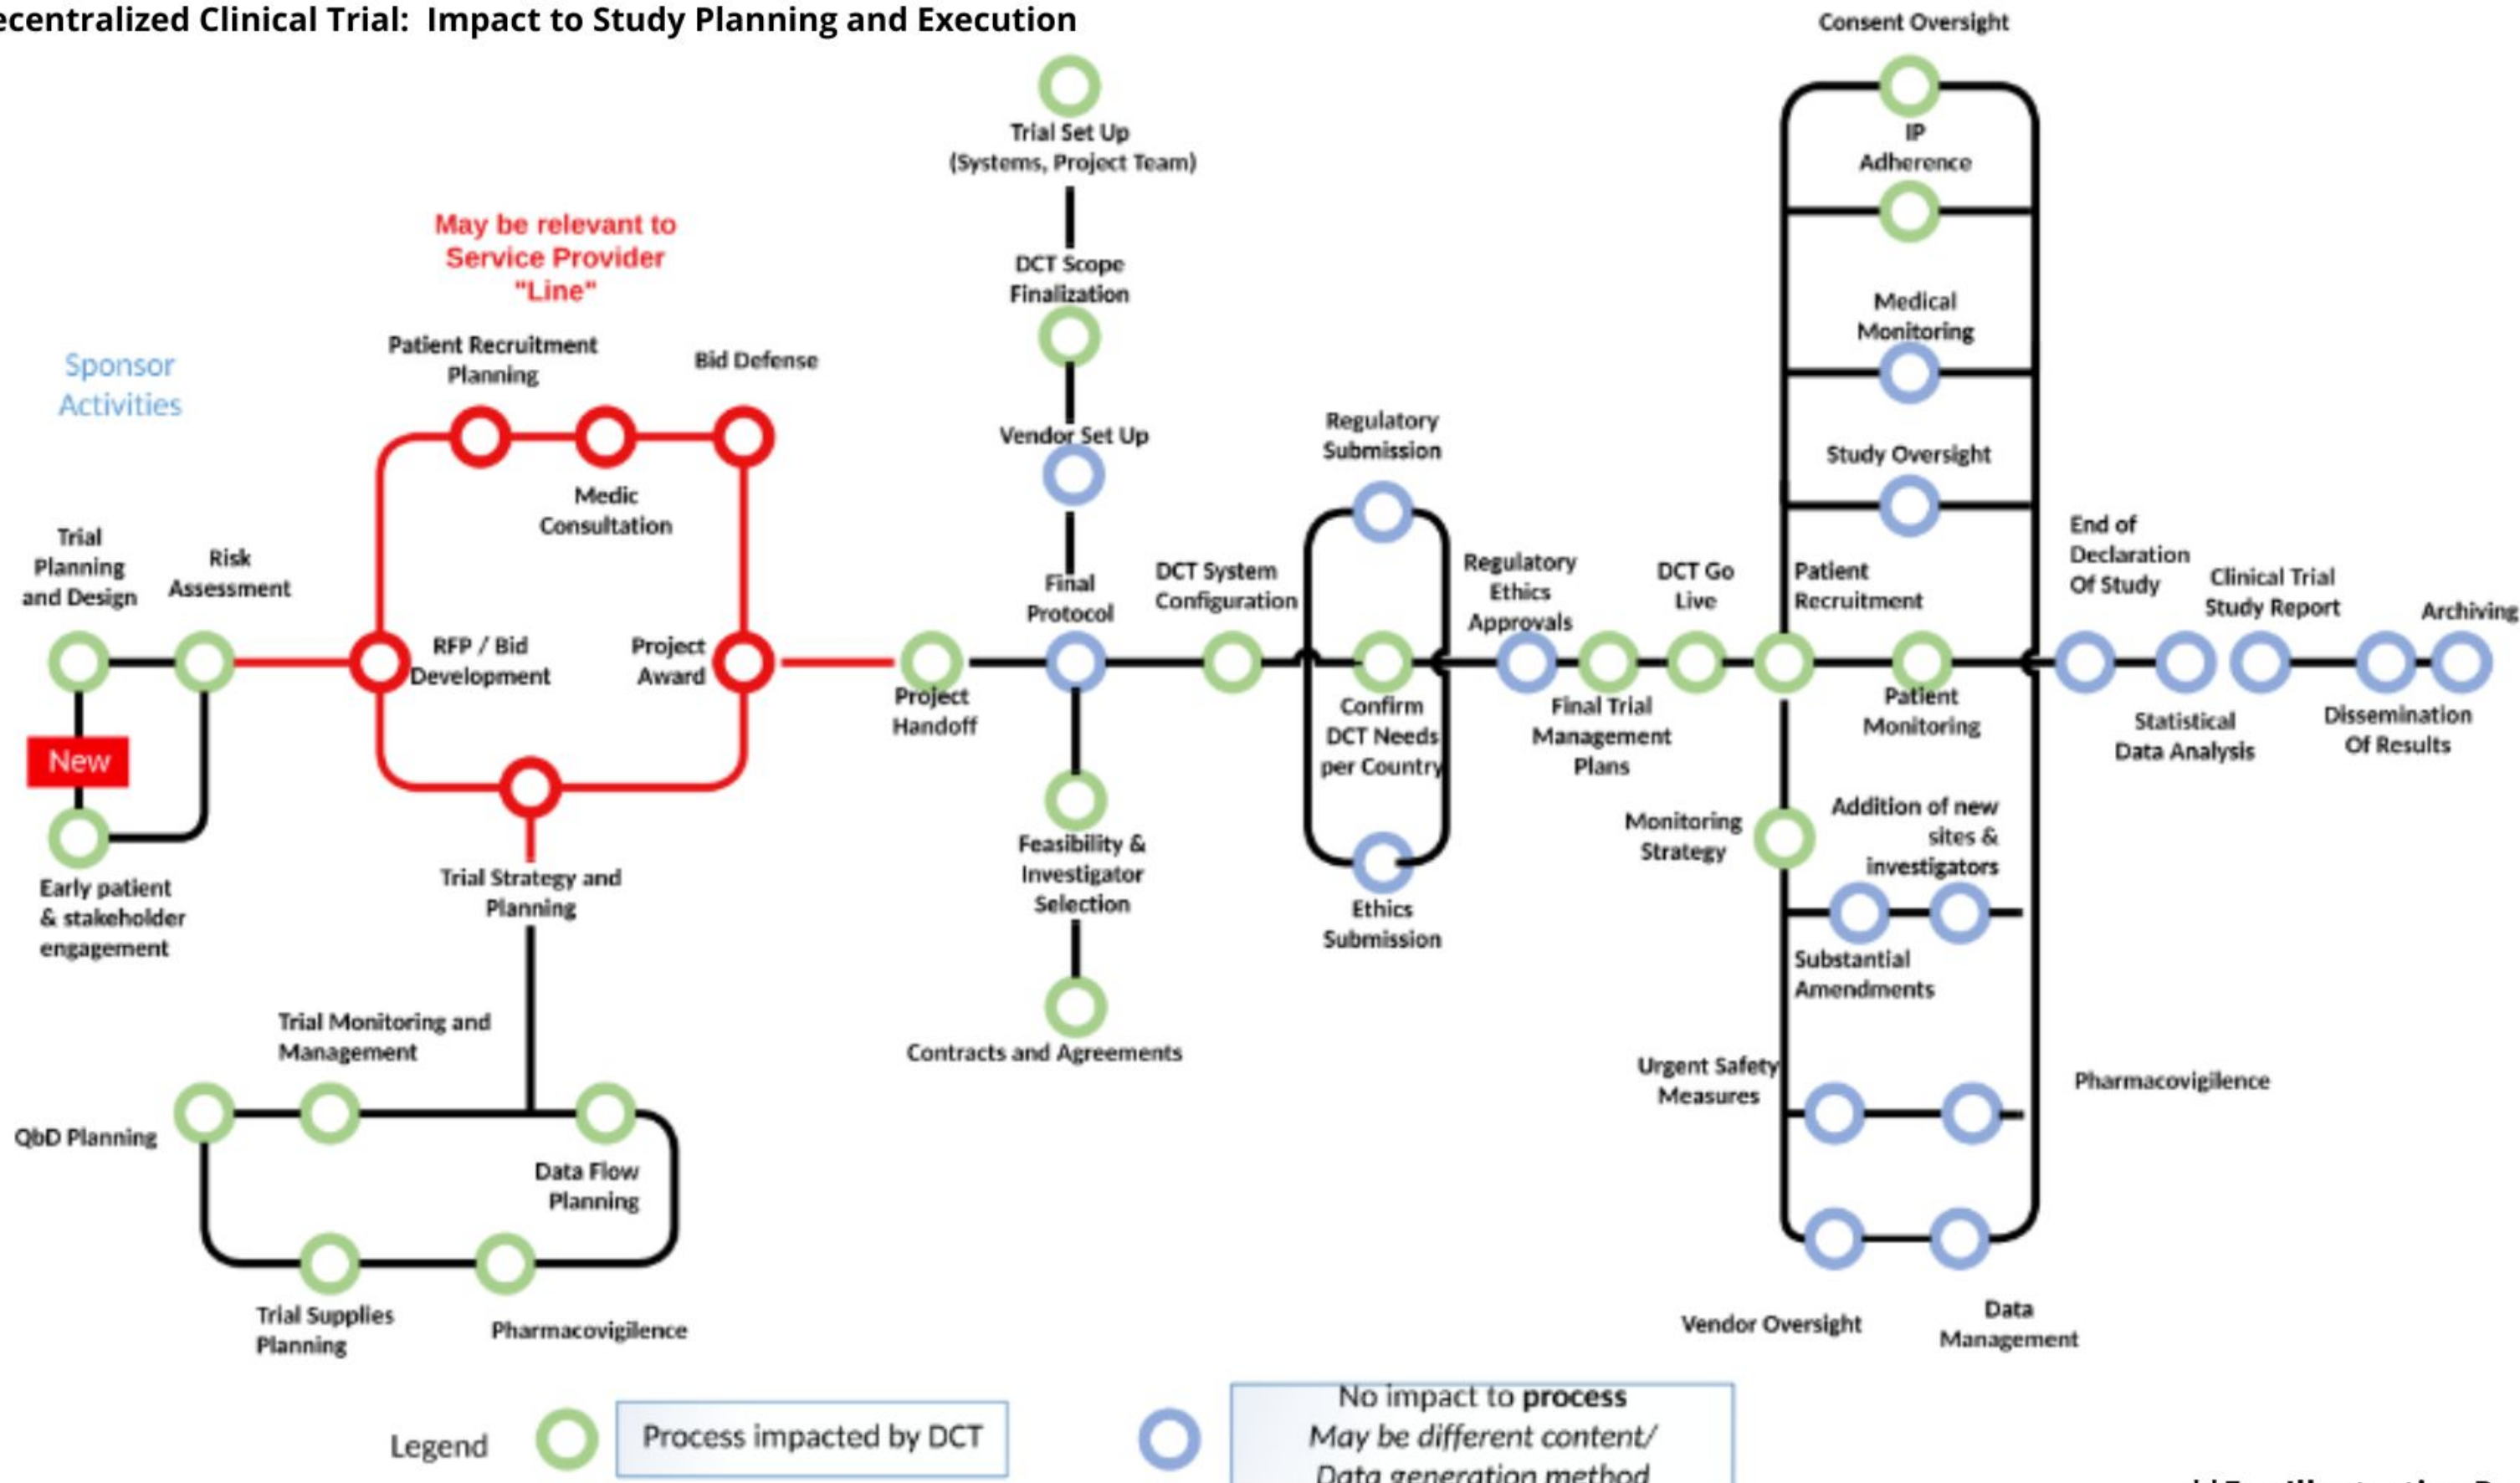 ecentralized Clinical Trial: Impact to Study Planning and Execution
Consent Oversight
Trial Set Up
(Systems, Project Team)
IP
Adherence
May be relevant to
Service Provider
"Line"
DCT Scope
Finalization
Medical
Monitoring
Sponsor
Activities
Patient Recruitment
Planning
Bid Defense
Vendor Set Up
Regulatory
Submission
Study Oversight
Medic
Consultation
Trial
Planning
and Design
Risk
Assessment
Final
Protocol
DCT System
Configuration
Regulatory
Ethics
Approvals
DCT Go
Live
Patient
Recruitment
End of
Declaration
Of Study
Clinical Trial
Study Report
Archiving
RFP / Bid
Development
Project
Award
Project
Handoff
Confirm
DCT Needs
per Country
Final Trial
Management
Plans
Patient
Monitoring
Statistical
Data Analysis
Dissemination
Of Results
New
Early patient
& stakeholder
engagement
Trial Strategy and
Planning
Feasibility &
Investigator
Selection
Ethics
Submission
Monitoring
Strategy
Addition of new
sites &
investigators
Substantial
Amendments
Trial Monitoring and
Management
Contracts and Agreements
Urgent Safety
Measures
Pharmacovigilence
QbD Planning
Data Flow
Planning
Trial Supplies
Planning
Pharmacovigilence
Vendor Oversight
Data
Management
Legend
Process impacted by DCT
No impact to process
May be different content/
Data generation method